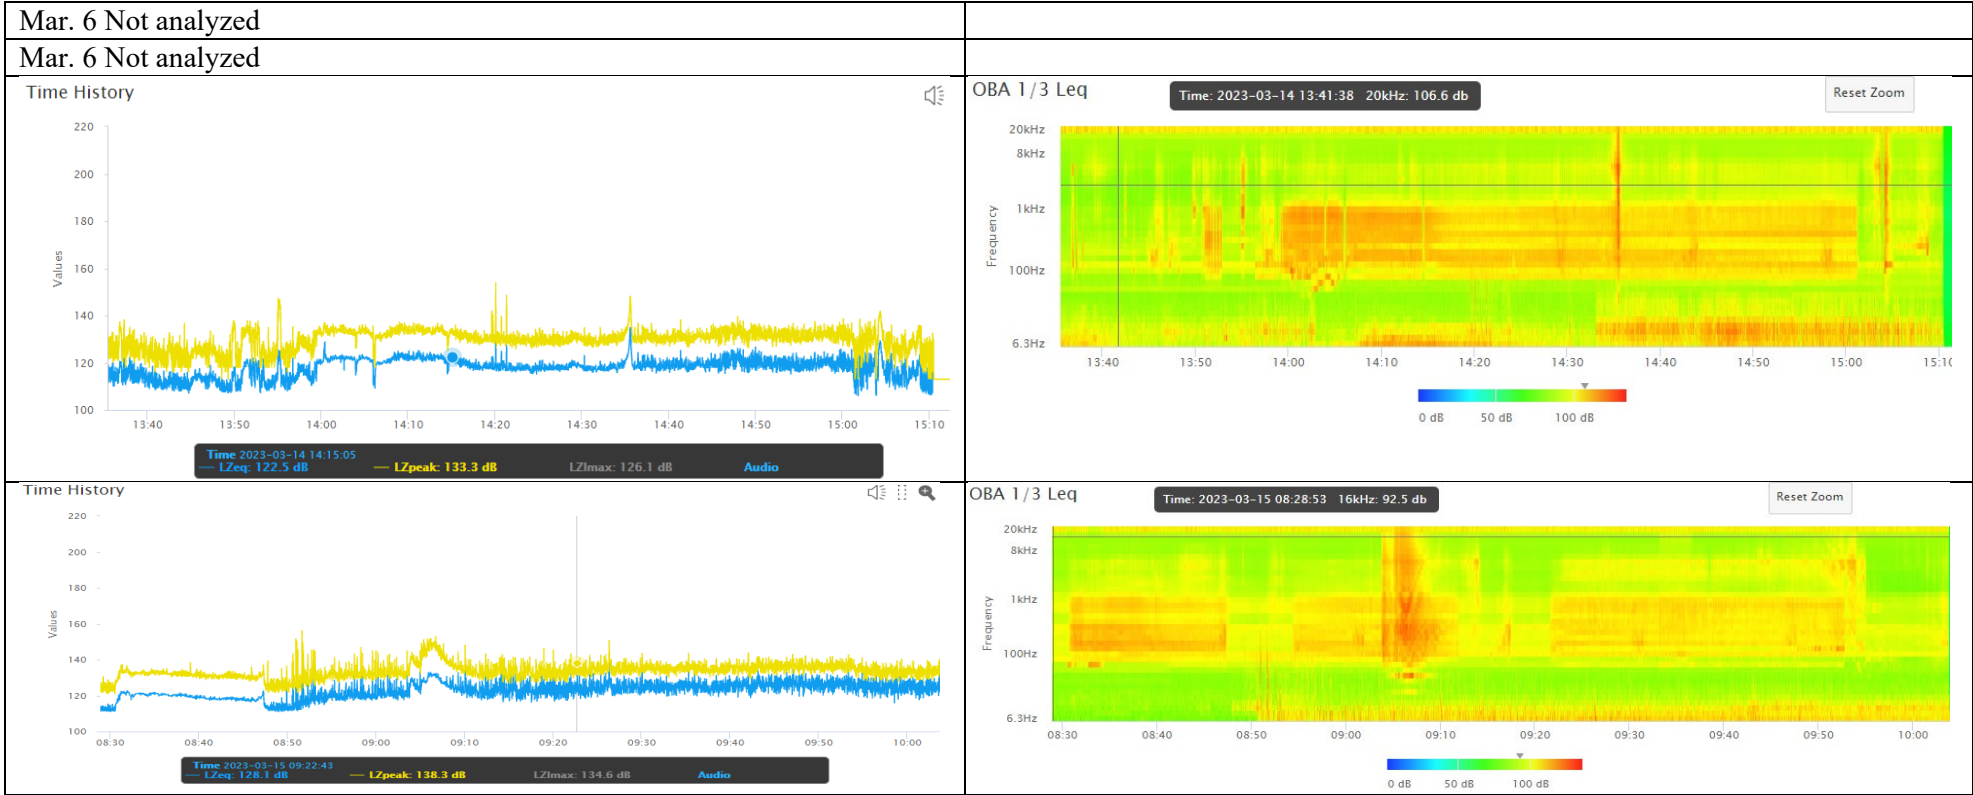 Mar. 6 Not analyzed
Mar. 6 Not analyzed
Time History
220
200
180
160
140
120
100
Values
13:40 13:50 14:00 14:10 14:20 14:30 14:40 14:50 15:00 15:10
Time 2023-03-14 14:15:05
LZeq: 122.5 dB LZpeak: 133.3 dB LZImax: 126.1 dB Audio
OBA 1/3 Leq
Time: 2023-03-14 13:41:38 20kHz: 106.6 db
Reset Zoom
20kHz
8kHz
1kHz
100Hz
6.3Hz
Frequency
13:40 13:50 14:00 14:10 14:20 14:30 14:40 14:50 15:00 15:1(
0 dB 50 dB 100 dB
Time History
220
200
180
160
140
120
100
Values
08:30 08:40 08:50 09:00 09:10 09:20 09:30 09:40 09:50 10:00
Time 2023-03-15 09:22:43
LZeq: 128.1 dB LZpeak: 138.3 dB LZImax: 134.6 dB Audio
OBA 1/3 Leq
Time: 2023-03-15 08:28:53 16kHz: 92.5 db
Reset Zoom
20kHz
8kHz
1kHz
100Hz
6.3Hz
Frequency
08:30 08:40 08:50 09:00 09:10 09:20 09:30 09:40 09:50 10:00
0 dB 50 dB 100 dB